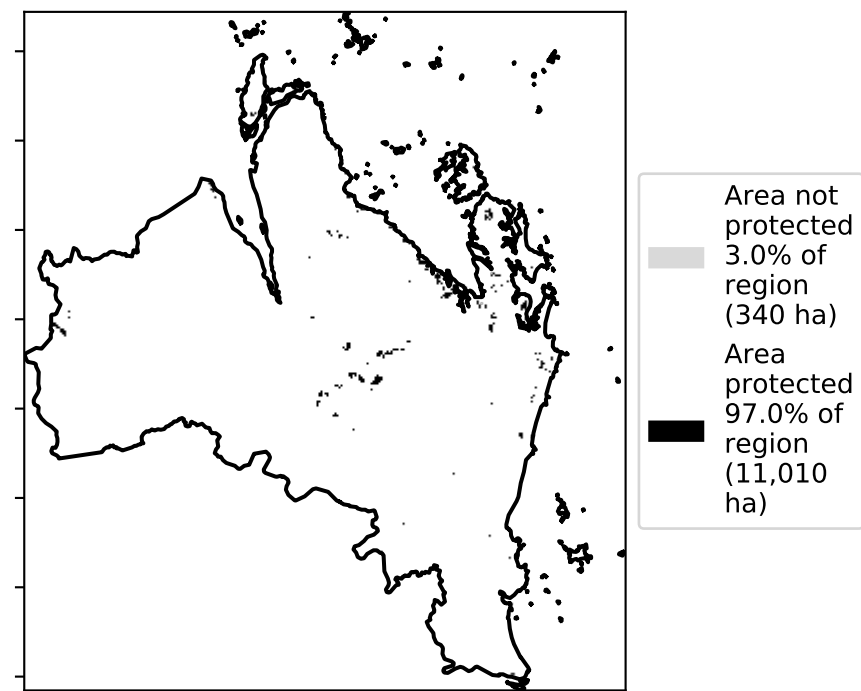 Area not
protected
3.0% of
region
(340 ha)
Area
protected
97.0% of
region
(11,010
ha)